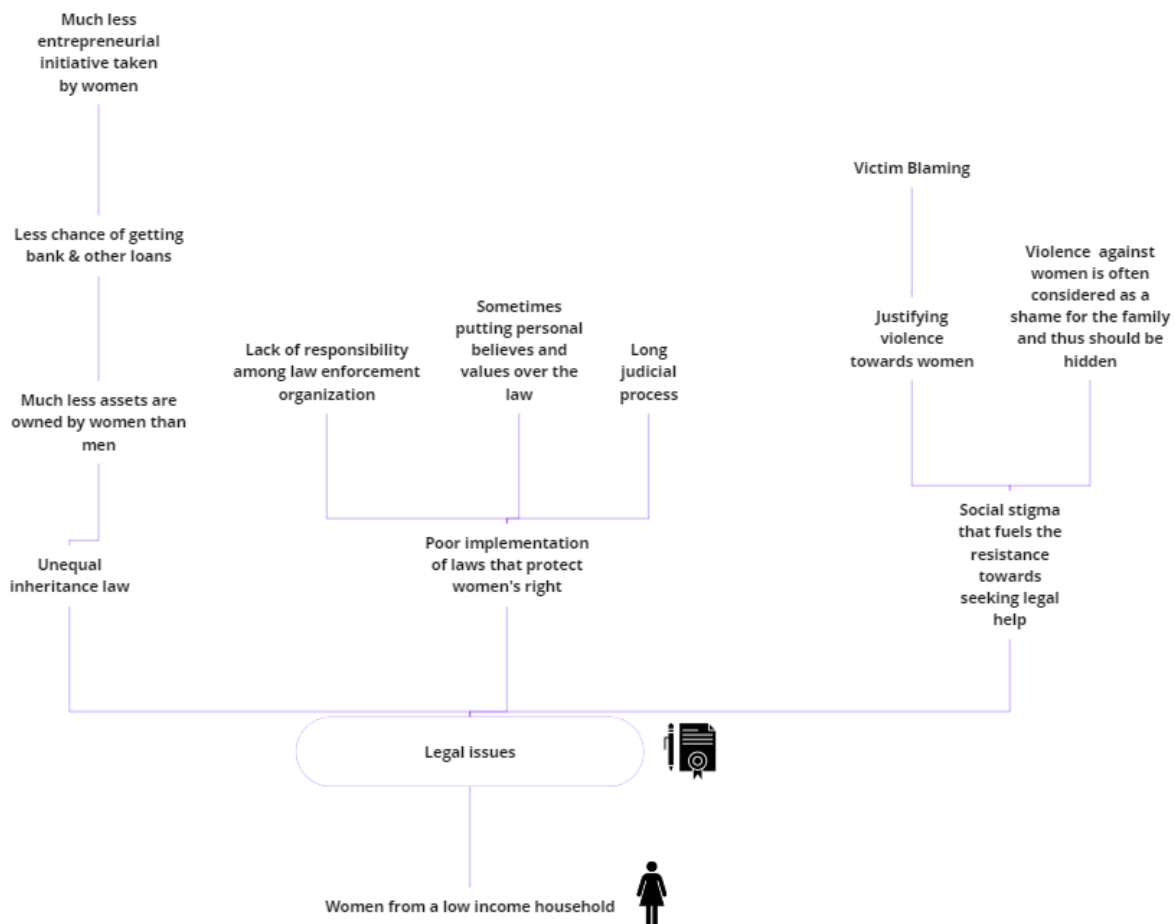 Much less
entrepreneurial
initiative taken
by women
Less chance of getting
bank & other loans
Much less assets are
owned by women than
men
Unequal
inheritance law
Lack of responsibility
among law enforcement
organization
Sometimes
putting personal
believes and
values over the
law
Long
judicial
process
Poor implementation
of laws that protect
women's right
Victim Blaming
Justifying
violence
towards women
Violence against
women is often
considered as a
shame for the family
and thus should be
hidden
Social stigma
that fuels the
resistance
towards
seeking legal
help
Legal issues
Women from a low income household